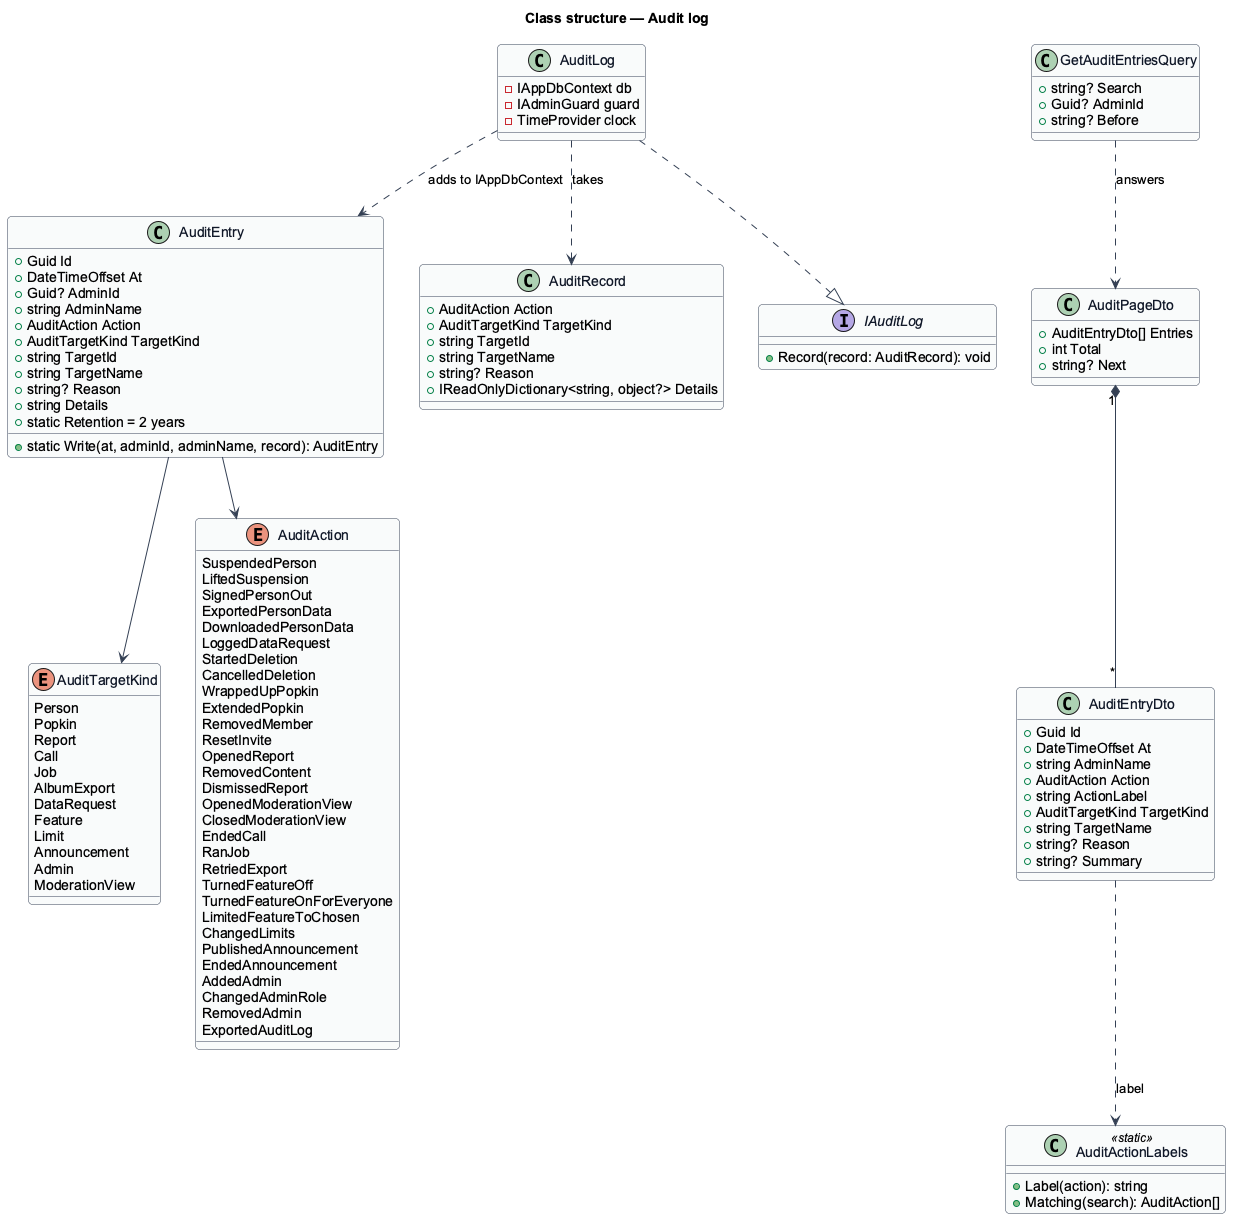 Class structure — Audit log
C AuditLog
IAppDbContext db
IAdminGuard guard
TimeProvider clock
C GetAuditEntriesQuery
string? Search
Guid? AdminId
string? Before
adds to IAppDbContext
takes
answers
C AuditEntry
Guid Id
DateTimeOffset At
Guid? AdminId
string AdminName
AuditAction Action
AuditTargetKind TargetKind
string TargetId
string TargetName
string? Reason
string Details
static Retention = 2 years
static Write(at, adminId, adminName, record): AuditEntry
C AuditRecord
AuditAction Action
AuditTargetKind TargetKind
string TargetId
string TargetName
string? Reason
IReadOnlyDictionary<string, object?> Details
I IAuditLog
Record(record: AuditRecord): void
C AuditPageDto
AuditEntryDto[] Entries
int Total
string? Next
1
*
E AuditTargetKind
Person
Popkin
Report
Call
Job
AlbumExport
DataRequest
Feature
Limit
Announcement
Admin
ModerationView
E AuditAction
SuspendedPerson
LiftedSuspension
SignedPersonOut
ExportedPersonData
DownloadedPersonData
LoggedDataRequest
StartedDeletion
CancelledDeletion
WrappedUpPopkin
ExtendedPopkin
RemovedMember
ResetInvite
OpenedReport
RemovedContent
DismissedReport
OpenedModerationView
ClosedModerationView
EndedCall
RanJob
RetriedExport
TurnedFeatureOff
TurnedFeatureOnForEveryone
LimitedFeatureToChosen
ChangedLimits
PublishedAnnouncement
EndedAnnouncement
AddedAdmin
ChangedAdminRole
RemovedAdmin
ExportedAuditLog
C AuditEntryDto
Guid Id
DateTimeOffset At
string AdminName
AuditAction Action
string ActionLabel
AuditTargetKind TargetKind
string TargetName
string? Reason
string? Summary
label
C «static»
AuditActionLabels
Label(action): string
Matching(search): AuditAction[]